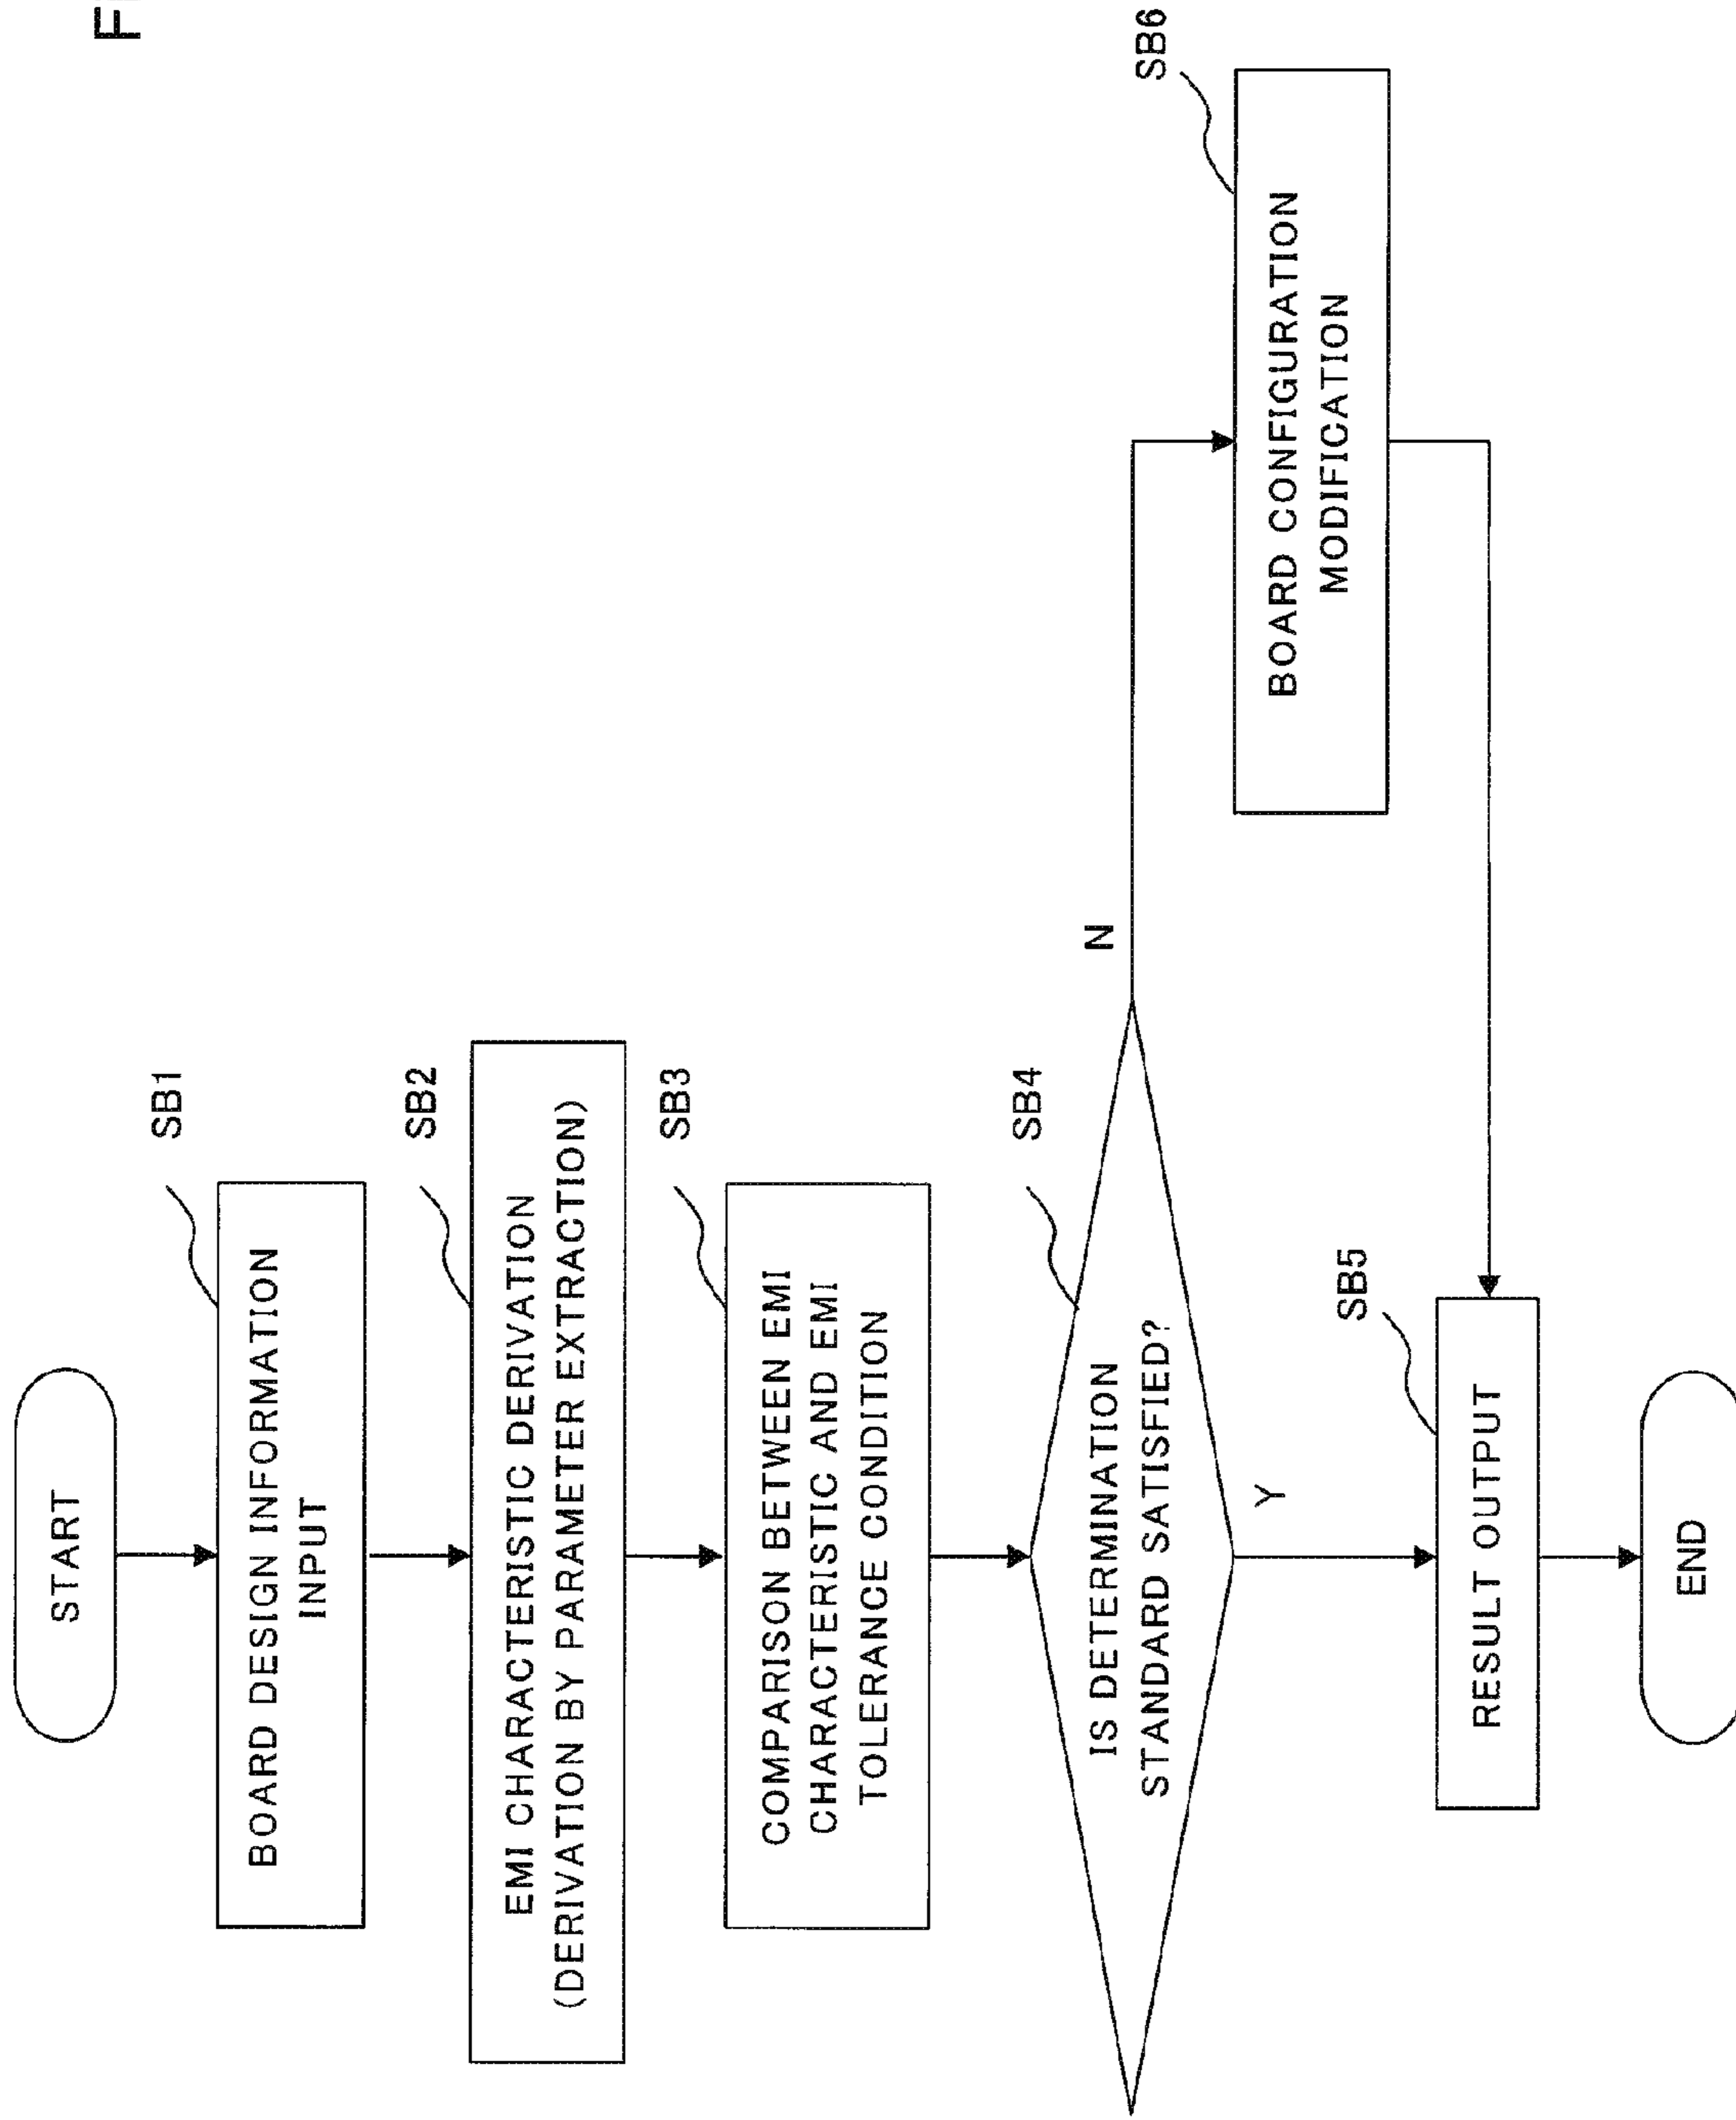 F
START
SB1
BOARD DESIGN INFORMATION
INPUT
SB2
EMI CHARACTERISTIC DERIVATION
(DERIVATION BY PARAMETER EXTRACTION)
SB3
COMPARISON BETWEEN EMI
CHARACTERISTIC AND EMI
TOLERANCE CONDITION
SB4
IS DETERMINATION
STANDARD SATISFIED?
N
Y
SB6
BOARD CONFIGURATION
MODIFICATION
SB5
RESULT OUTPUT
END